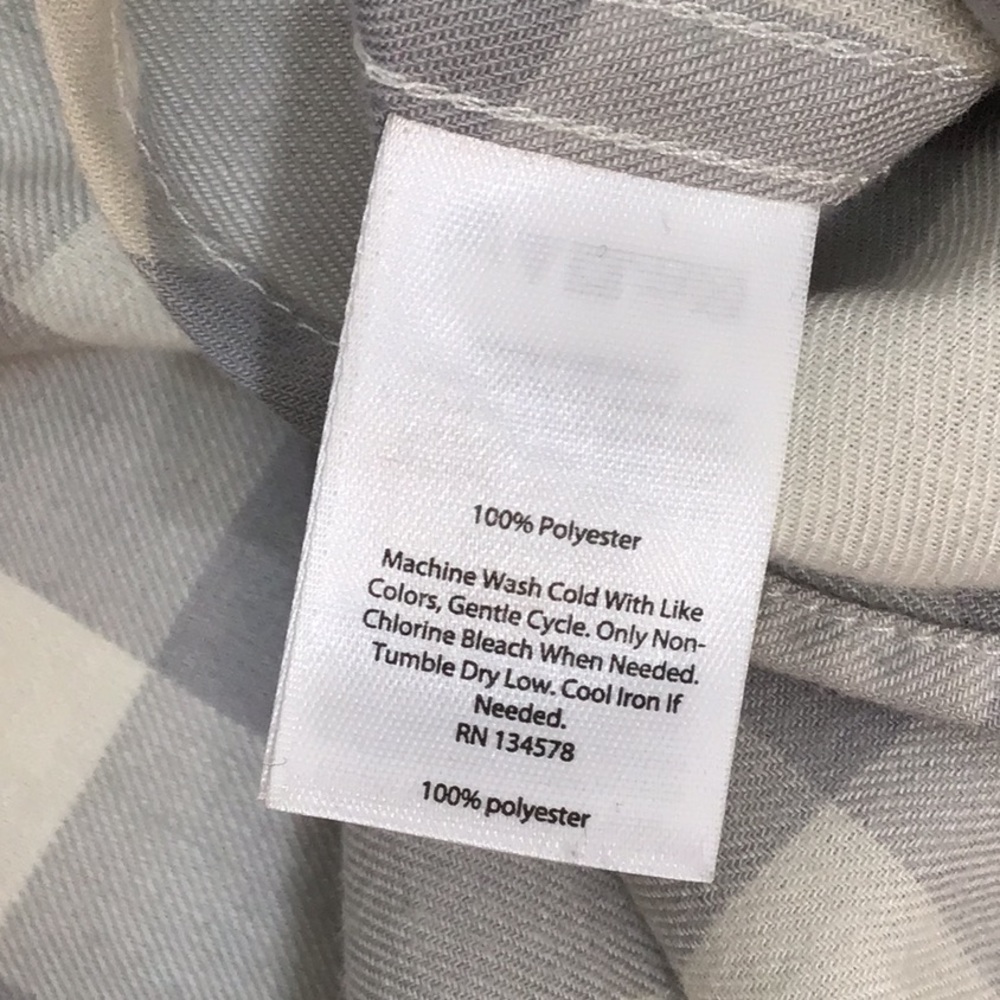 100% Polyester
Machine Wash Cold With Like
Colors, Gentle Cycle. Only Non-
Chlorine Bleach When Needed.
Tumble Dry Low. Cool Iron If
Needed.
RN 134578
100% polyester